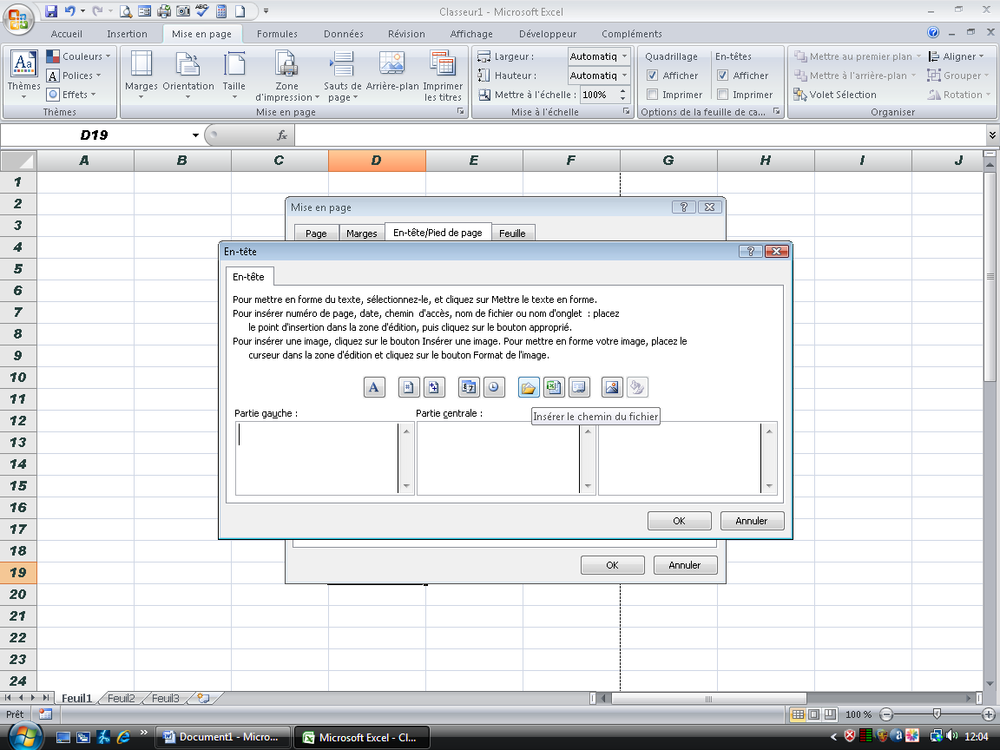 Classeur1 - Microsoft Excel
Accueil Insertion Mise en page Formules Données Révision Affichage Développeur Compléments
Thèmes
Couleurs
Polices
Effets
Thèmes
Marges
Orientation
Taille
Zone d'impression
Sauts de page
Arrière-plan
Imprimer les titres
Mise en page
Largeur : Automatiq
Hauteur : Automatiq
Mettre à l'échelle : 100%
Mise à l'échelle
Quadrillage En-têtes
Afficher Afficher
Imprimer Imprimer
Options de la feuille de ca...
Mettre au premier plan Aligner
Mettre à l'arrière-plan Grouper
Volet Sélection Rotation
Organiser
D19 fx
A B C D E F G H I J
1
2
3
4
5
6
7
8
9
10
11
12
13
14
15
16
17
18
19
20
21
22
23
24
Mise en page
Page Marges En-tête/Pied de page Feuille
En-tête
En-tête
Pour mettre en forme du texte, sélectionnez-le, et cliquez sur Mettre le texte en forme.
Pour insérer numéro de page, date, chemin d'accès, nom de fichier ou nom d'onglet : placez
le point d'insertion dans la zone d'édition, puis cliquez sur le bouton approprié.
Pour insérer une image, cliquez sur le bouton Insérer une image. Pour mettre en forme votre image, placez le
curseur dans la zone d'édition et cliquez sur le bouton Format de l'image.
A
Partie gauche : Partie centrale : Insérer le chemin du fichier
OK Annuler
OK Annuler
Feuil1 Feuil2 Feuil3
Prêt 100 %
Document1 - Micro... Microsoft Excel - Cl... 12:04